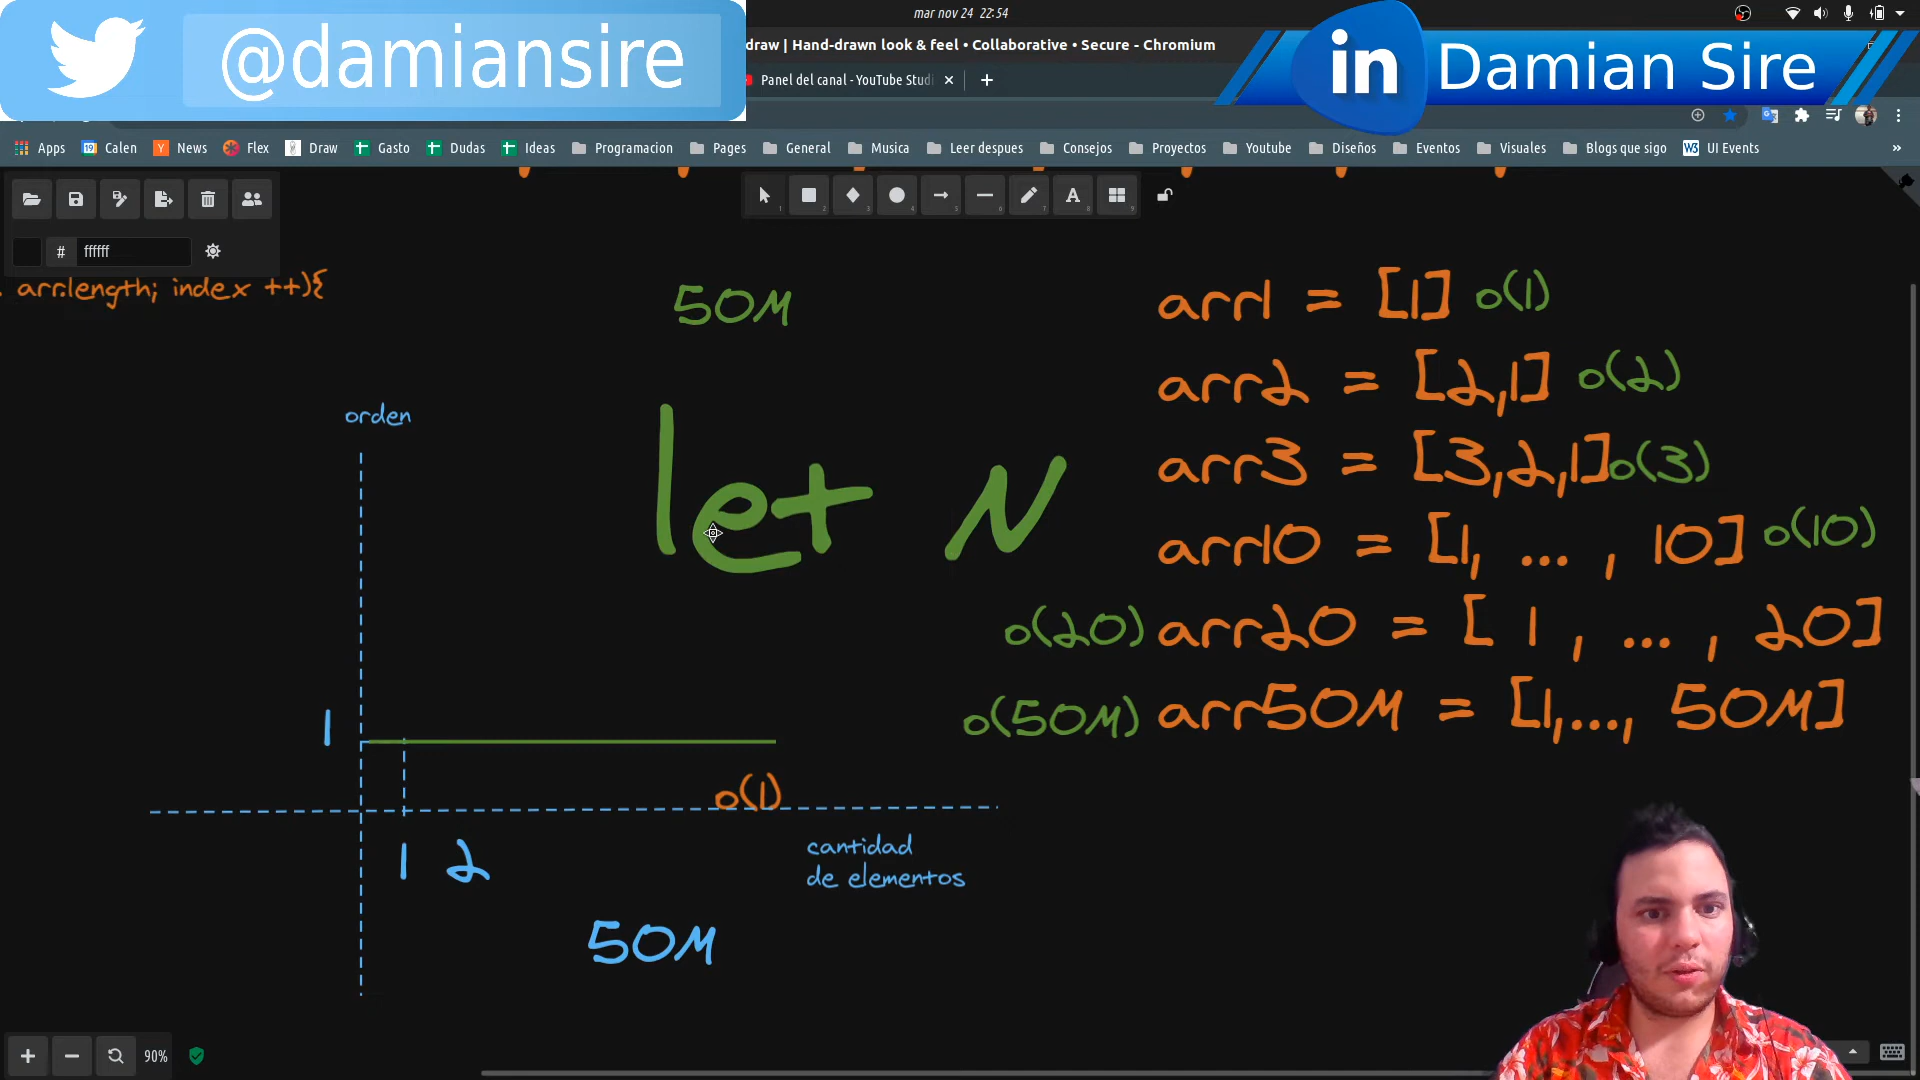 mar nov 24 22:54
@damiansire
draw | Hand-drawn look & feel • Collaborative • Secure - Chromium
in Damian Sire
Panel del canal - YouTube Studi
Apps Calen News Flex Draw Gasto Dudas Ideas Programacion Pages General Musica Leer despues Consejos Proyectos Youtube Diseños Eventos Visuales Blogs que sigo UI Events
# ffffff
arr.length; index ++){
50M
arr1 = [1] o(1)
arr2 = [2,1] o(2)
arr3 = [3,2,1] o(3)
arr10 = [1, ... , 10] o(10)
o(20) arr20 = [ 1 , ... , 20]
o(50M) arr50M = [1,..., 50M]
orden
let N
1
o(1)
1 2
cantidad
de elementos
50M
90%